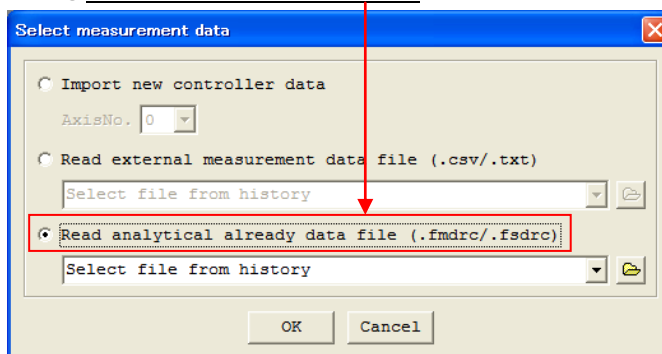 Select measurement data
Import new controller data
AxisNo. 0
Read external measurement data file (.csv/.txt)
Select file from history
Read analytical already data file (.fmdrc/.fsdrc)
Select file from history
OK Cancel